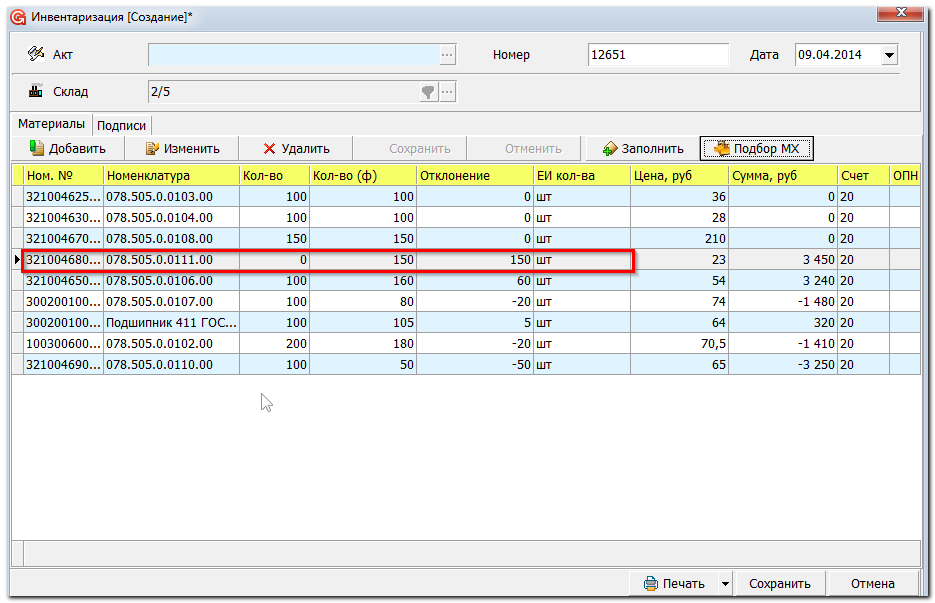 Инвентаризация [Создание]*
Акт ... Номер 12651 Дата 09.04.2014
Склад 2/5 ...
Материалы Подписи
Добавить Изменить Удалить Сохранить Отменить Заполнить Подбор МХ
Ном. № Номенклатура Кол-во Кол-во (ф) Отклонение ЕИ кол-ва Цена, руб Сумма, руб Счет ОПН
321004625... 078.505.0.0103.00 100 100 0 шт 36 0 20
321004630... 078.505.0.0104.00 100 100 0 шт 28 0 20
321004670... 078.505.0.0108.00 150 150 0 шт 210 0 20
321004680... 078.505.0.0111.00 0 150 150 шт 23 3 450 20
321004650... 078.505.0.0106.00 100 160 60 шт 54 3 240 20
300200100... 078.505.0.0107.00 100 80 -20 шт 74 -1 480 20
300200100... Подшипник 411 ГОС... 100 105 5 шт 64 320 20
100300600... 078.505.0.0102.00 200 180 -20 шт 70,5 -1 410 20
321004690... 078.505.0.0110.00 100 50 -50 шт 65 -3 250 20
Печать Сохранить Отмена